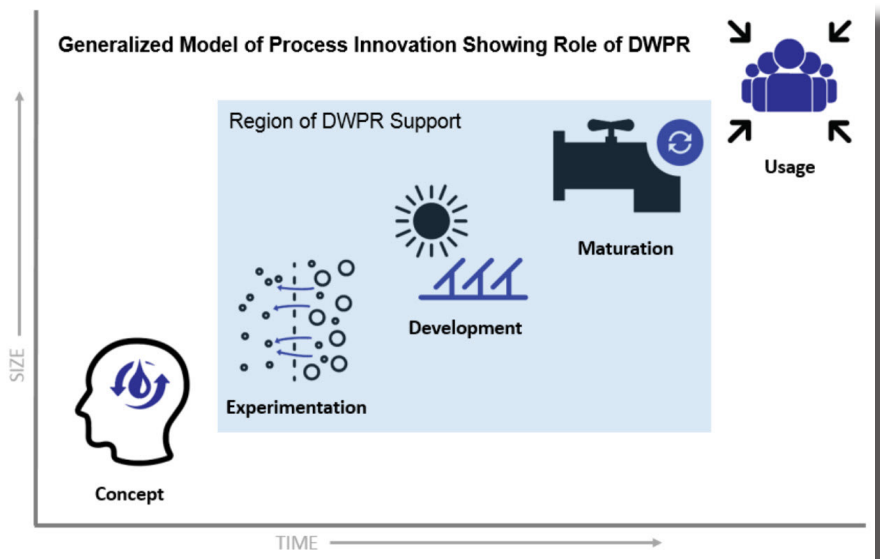 Generalized Model of Process Innovation Showing Role of DWPR
Usage
Region of DWPR Support
Maturation
Development
Experimentation
Concept
SIZE
TIME